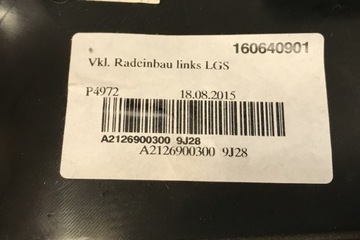 160640901
Vkl. Radeinbau links LGS
P4972 18.08.2015
A2126900300 9J28
A2126900300 9J28